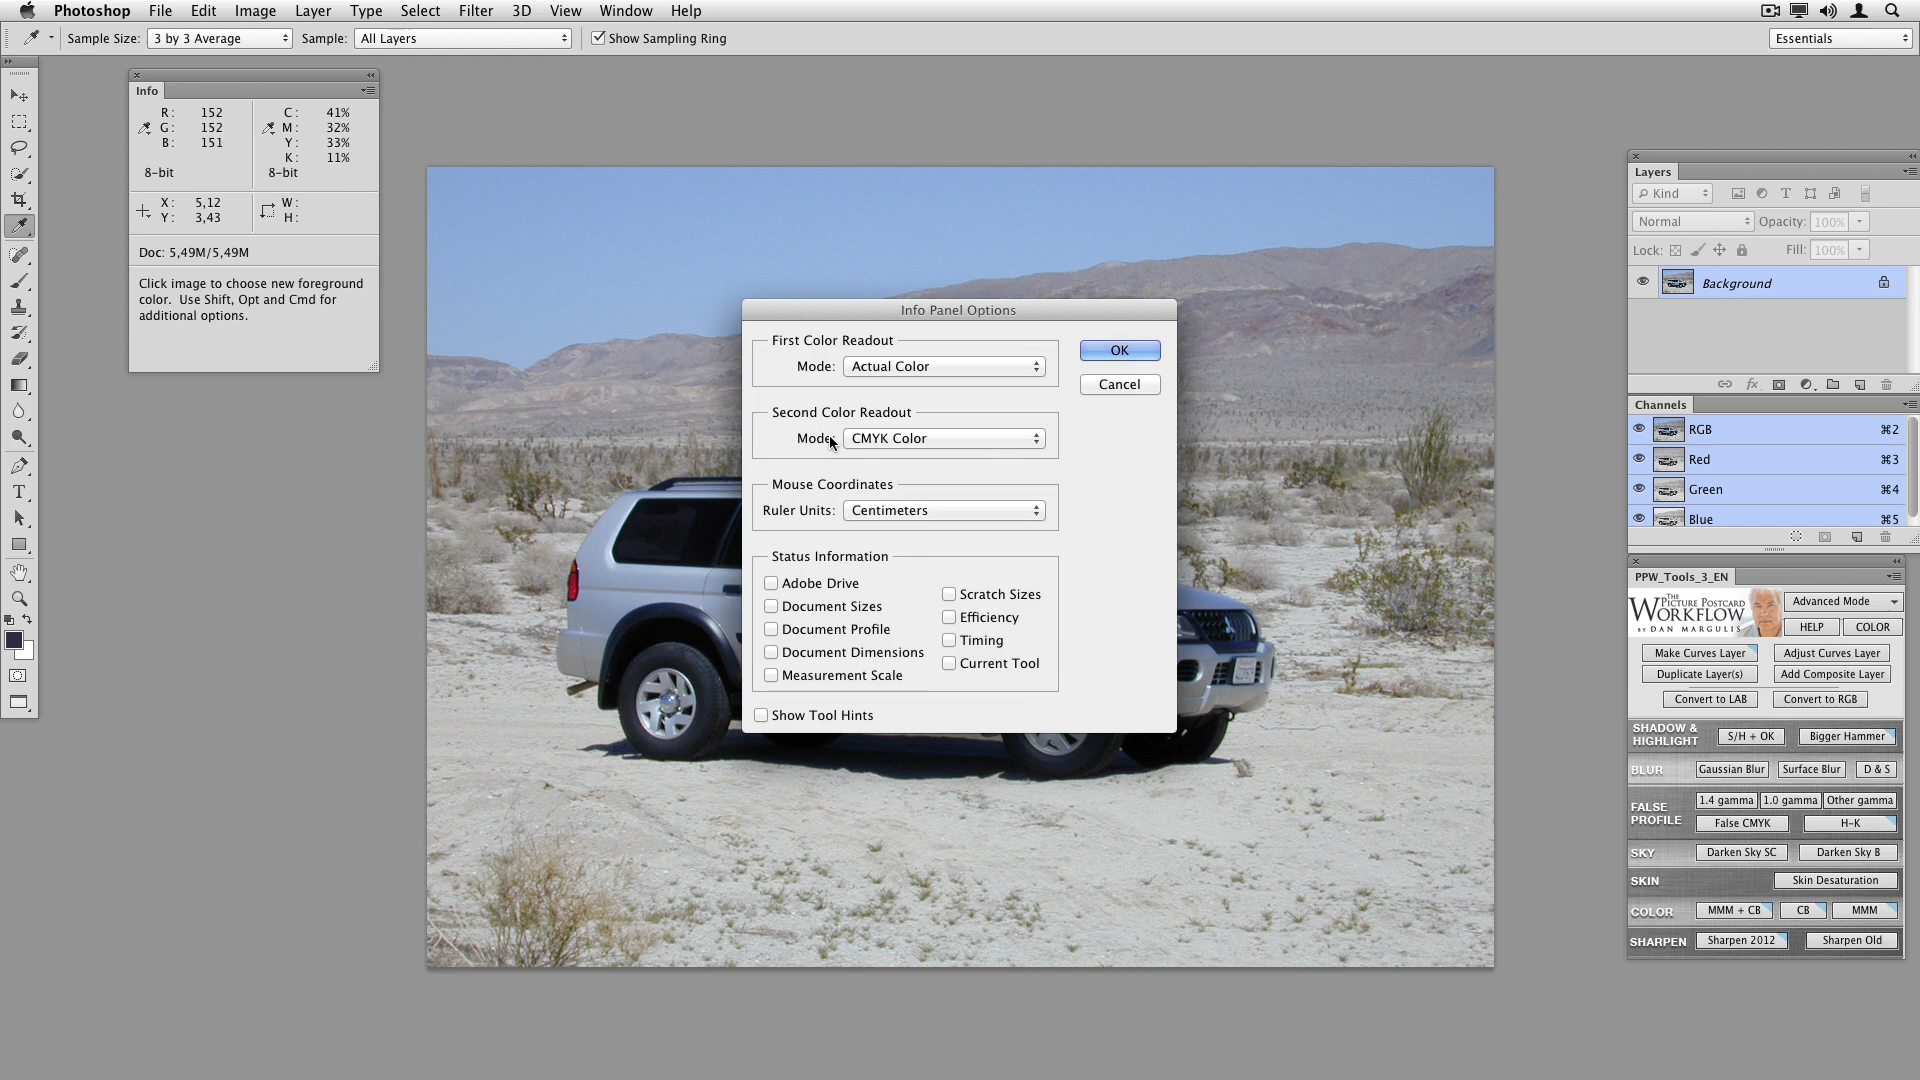 Photoshop File Edit Image Layer Type Select Filter 3D View Window Help
Sample Size: 3 by 3 Average Sample: All Layers Show Sampling Ring Essentials
Info
R: 152 C: 41%
G: 152 M: 32%
B: 151 Y: 33%
K: 11%
8-bit 8-bit
X: 5,12 W:
Y: 3,43 H:
Doc: 5,49M/5,49M
Click image to choose new foreground
color. Use Shift, Opt and Cmd for
additional options.
Info Panel Options
First Color Readout
Mode: Actual Color
OK
Cancel
Second Color Readout
Mode: CMYK Color
Mouse Coordinates
Ruler Units: Centimeters
Status Information
Adobe Drive
Document Sizes
Document Profile
Document Dimensions
Measurement Scale
Scratch Sizes
Efficiency
Timing
Current Tool
Show Tool Hints
Layers
Kind
Normal Opacity: 100%
Lock: Fill: 100%
Background
Channels
RGB ⌘2
Red ⌘3
Green ⌘4
Blue ⌘5
PPW_Tools_3_EN
THE PICTURE POSTCARD
WORKFLOW
BY DAN MARGULIS
Advanced Mode
HELP COLOR
Make Curves Layer Adjust Curves Layer
Duplicate Layer(s) Add Composite Layer
Convert to LAB Convert to RGB
SHADOW &
HIGHLIGHT S/H + OK Bigger Hammer
BLUR Gaussian Blur Surface Blur D & S
FALSE
PROFILE 1.4 gamma 1.0 gamma Other gamma
False CMYK H-K
SKY Darken Sky SC Darken Sky B
SKIN Skin Desaturation
COLOR MMM + CB CB MMM
SHARPEN Sharpen 2012 Sharpen Old